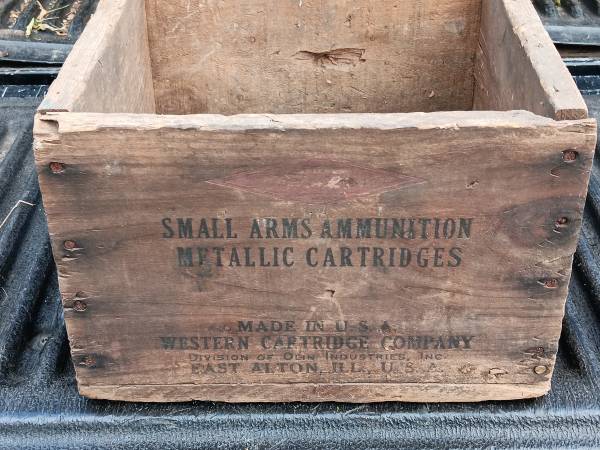 SMALL ARMS AMMUNITION
METALLIC CARTRIDGES
MADE IN U.S.A.
WESTERN CARTRIDGE COMPANY
DIVISION OF OLIN INDUSTRIES, INC.
EAST ALTON, ILL., U.S.A.